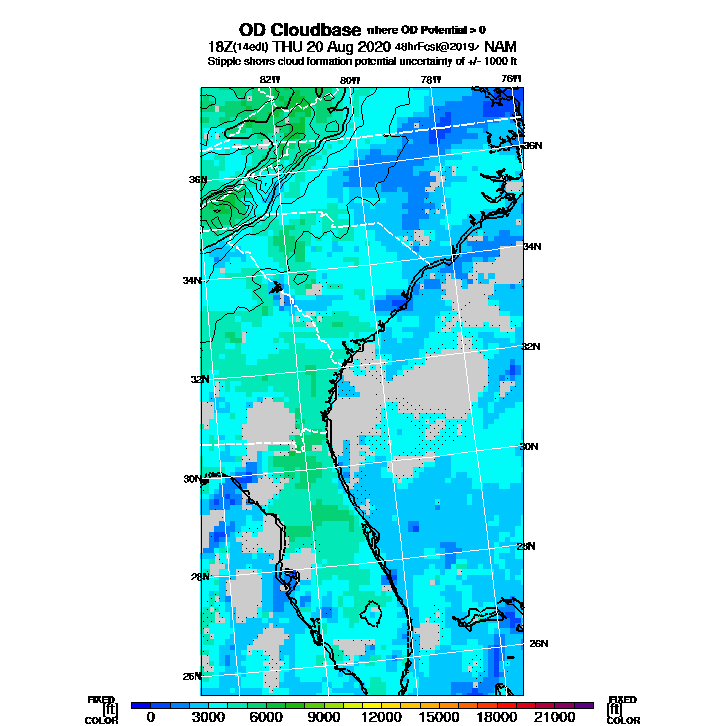 OD Cloudbase where OD Potential > 0
18Z(14edt) THU 20 Aug 2020 48hrFcst@2019z NAM
Stipple shows cloud formation potential uncertainty of +/- 1000 ft
82W 80W 78W 76W
36N
36N
34N
34N
32N
32N
30N
30N
28N
28N
26N
26N
FIXED FIXED
[ft] 0 3000 6000 9000 12000 15000 18000 21000 [ft]
COLOR COLOR